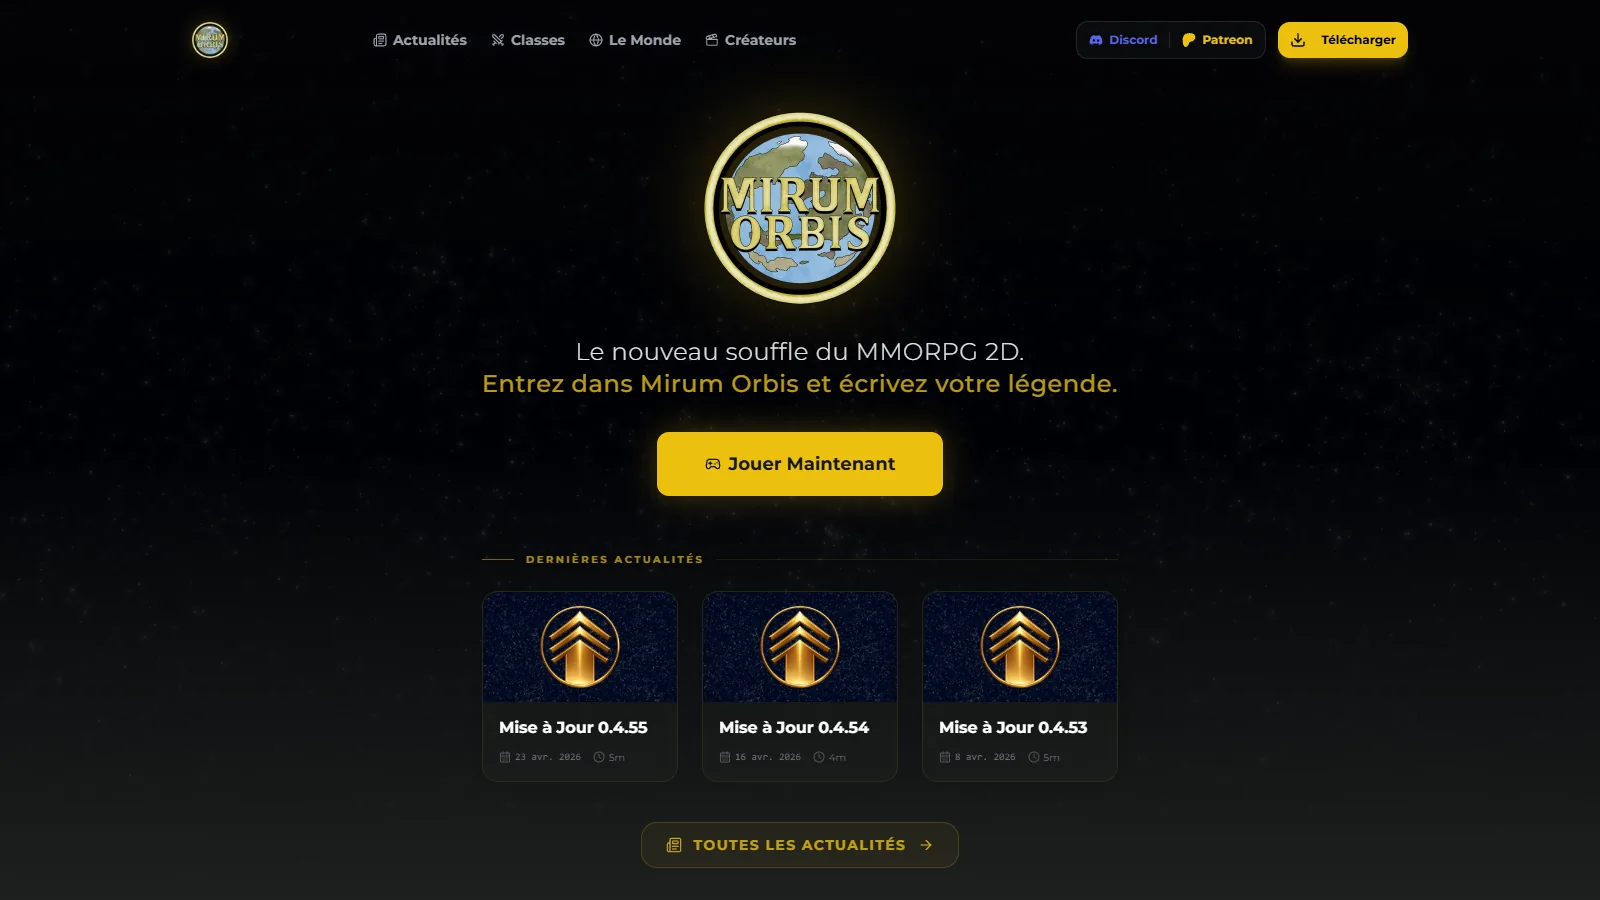 MIRUM ORBIS
Actualités
Classes
Le Monde
Créateurs
Discord
Patreon
Télécharger
MIRUM
ORBIS
Le nouveau souffle du MMORPG 2D.
Entrez dans Mirum Orbis et écrivez votre légende.
Jouer Maintenant
DERNIÈRES ACTUALITÉS
Mise à Jour 0.4.55
23 avr. 2026 5m
Mise à Jour 0.4.54
16 avr. 2026 4m
Mise à Jour 0.4.53
8 avr. 2026 5m
TOUTES LES ACTUALITÉS